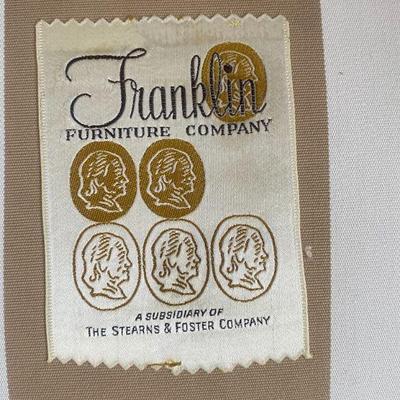 Franklin
FURNITURE COMPANY
A SUBSIDIARY OF
THE STEARNS & FOSTER COMPANY